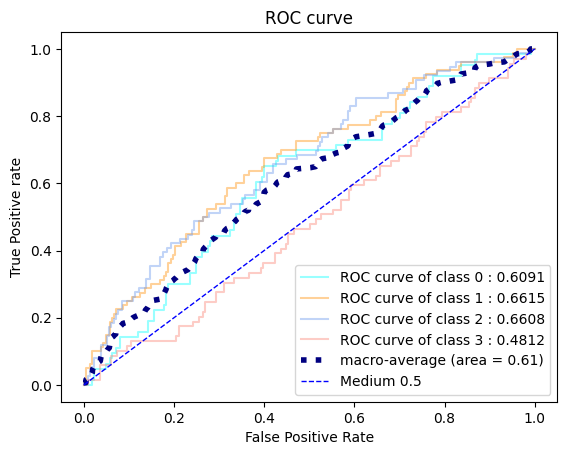 ROC curve
True Positive rate
1.0
0.8
0.6
0.4
0.2
0.0
ROC curve of class 0 : 0.6091
ROC curve of class 1 : 0.6615
ROC curve of class 2 : 0.6608
ROC curve of class 3 : 0.4812
macro-average (area = 0.61)
Medium 0.5
0.0 0.2 0.4 0.6 0.8 1.0
False Positive Rate